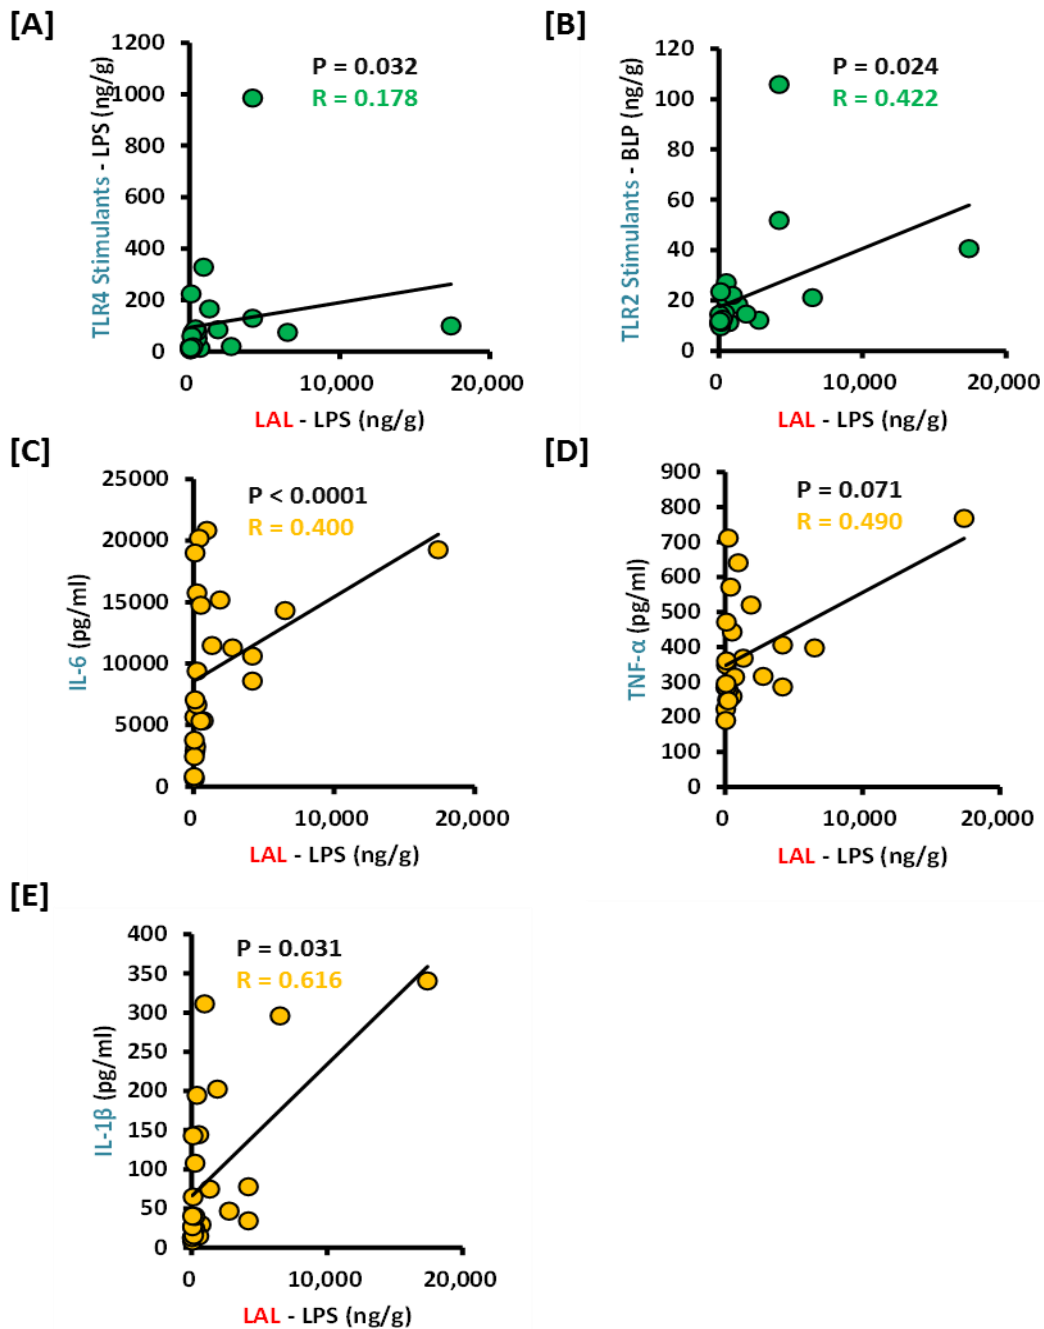 [A]
1200
1000
800
600
400
200
0
TLR4 Stimulants - LPS (ng/g)
P = 0.032
R = 0.178
0 10,000 20,000
LAL - LPS (ng/g)
[B]
120
100
80
60
40
20
0
TLR2 Stimulants - BLP (ng/g)
P = 0.024
R = 0.422
0 10,000 20,000
LAL - LPS (ng/g)
[C]
25000
20000
15000
10000
5000
0
IL-6 (pg/ml)
P < 0.0001
R = 0.400
0 10,000 20,000
LAL - LPS (ng/g)
[D]
900
800
700
600
500
400
300
200
100
0
TNF-α (pg/ml)
P = 0.071
R = 0.490
0 10,000 20,000
LAL - LPS (ng/g)
[E]
400
350
300
250
200
150
100
50
0
IL-1β (pg/ml)
P = 0.031
R = 0.616
0 10,000 20,000
LAL - LPS (ng/g)